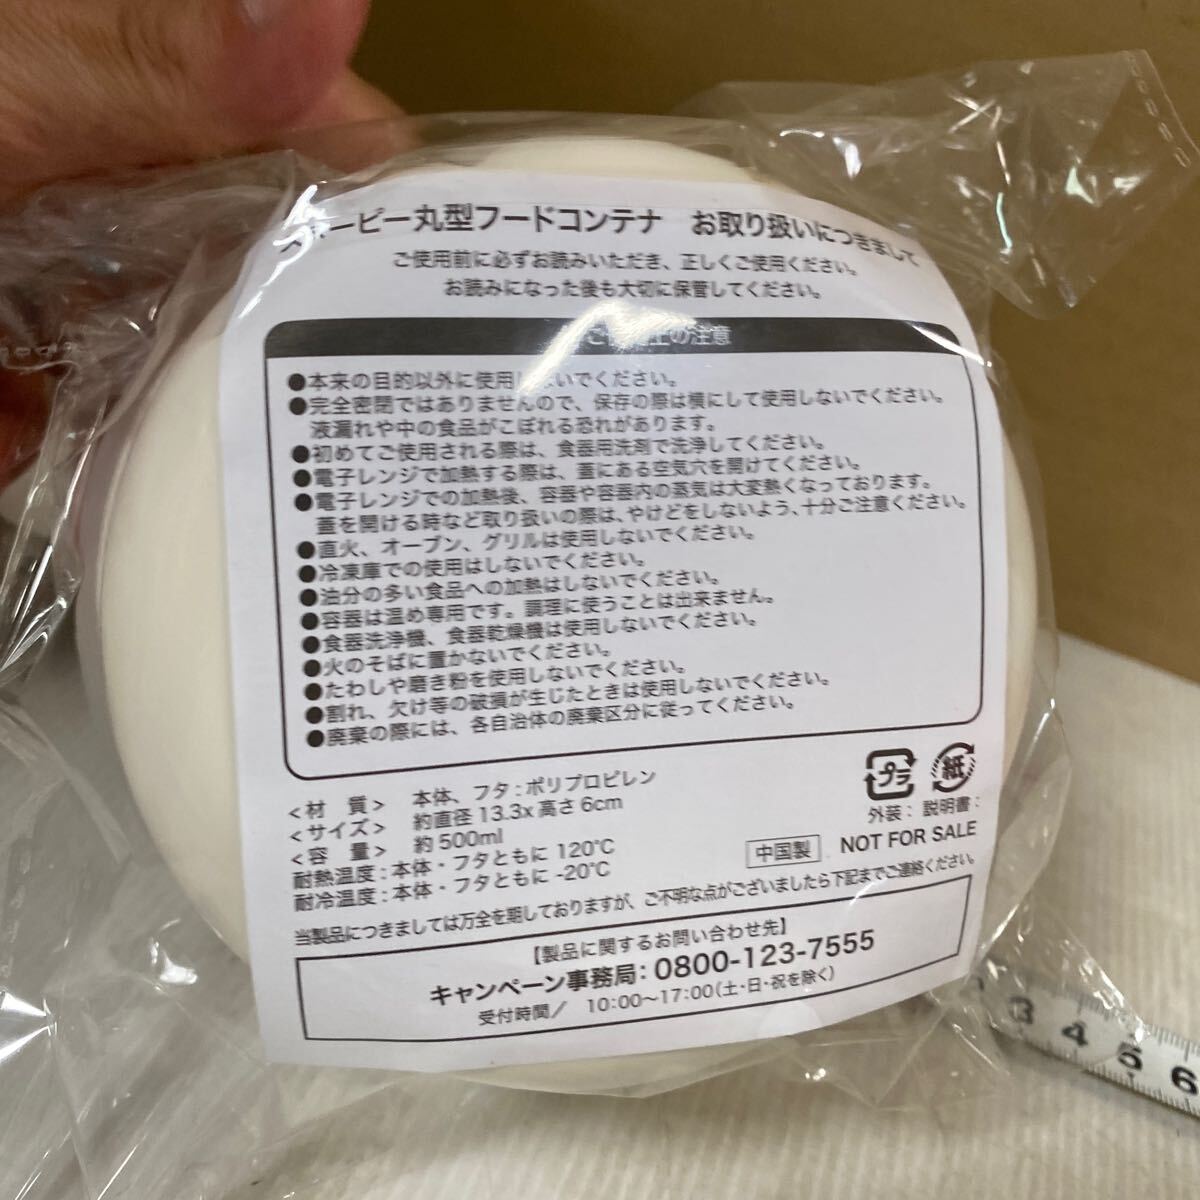 ーピー丸型フードコンテナ お取り扱いにつきまして
ご使用前に必ずお読みいただき、正しくご使用ください。
お読みになった後も大切に保管してください。
の注意
●本来の目的以外に使用しないでください。
●完全密閉ではありませんので、保存の際は横にして使用しないでください。
液漏れや中の食品がこぼれる恐れがあります。
●初めてご使用される際は、食器用洗剤で洗浄してください。
●電子レンジで加熱する際は、蓋にある空気穴を開けてください。
●電子レンジでの加熱後、容器や容器内の蒸気は大変熱くなっております。
蓋を開ける時など取り扱いの際は、やけどをしないよう、十分ご注意ください。
●直火、オーブン、グリルは使用しないでください。
●冷凍庫での使用はしないでください。
●油分の多い食品への加熱はしないでください。
●容器は温め専用です。調理に使うことは出来ません。
●食器洗浄機、食器乾燥機は使用しないでください。
●火のそばに置かないでください。
●たわしや磨き粉を使用しないでください。
●割れ、欠け等の破損が生じたときは使用しないでください。
●廃棄の際には、各自治体の廃棄区分に従ってください。
<材 質> 本体、フタ:ポリプロピレン
<サイズ> 約直径13.3x高さ6cm
<容 量> 約500ml
耐熱温度:本体・フタともに 120℃
耐冷温度:本体・フタともに -20℃
プラ 紙
外装: 説明書:
中国製 NOT FOR SALE
当製品につきましては万全を期しておりますが、ご不明な点がございましたら下記までご連絡ください。
【製品に関するお問い合わせ先】
キャンペーン事務局:0800-123-7555
受付時間/ 10:00〜17:00(土・日・祝を除く)
3 4 5 6